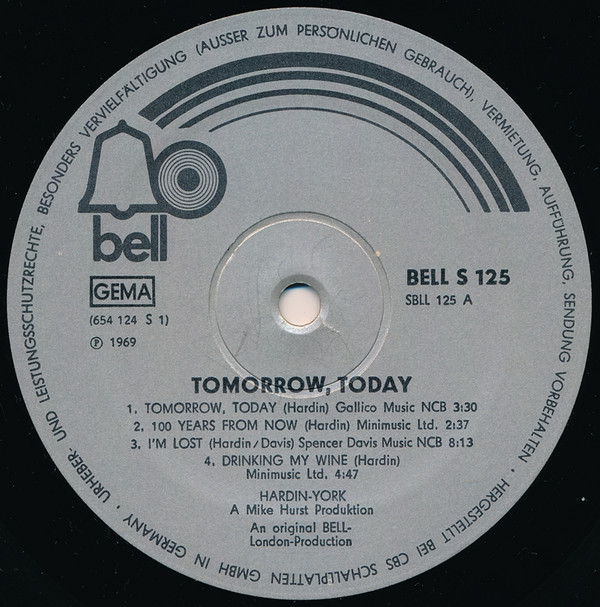 URHEBER- UND LEISTUNGSSCHUTZRECHTE, BESONDERS VERVIELFÄLTIGUNG (AUSSER ZUM PERSÖNLICHEN GEBRAUCH), VERMIETUNG, AUFFÜHRUNG, SENDUNG VORBEHALTEN · HERGESTELLT BEI CBS SCHALLPLATTEN GMBH IN GERMANY ·
bell
GEMA
(654 124 S 1)
Ⓟ 1969
BELL S 125
SBLL 125 A
TOMORROW, TODAY
1. TOMORROW, TODAY (Hardin) Gallico Music NCB 3:30
2. 100 YEARS FROM NOW (Hardin) Minimusic Ltd. 2:37
3. I'M LOST (Hardin/Davis) Spencer Davis Music NCB 8:13
4. DRINKING MY WINE (Hardin)
Minimusic Ltd. 4:47
HARDIN-YORK
A Mike Hurst Produktion
An original BELL-
London-Production